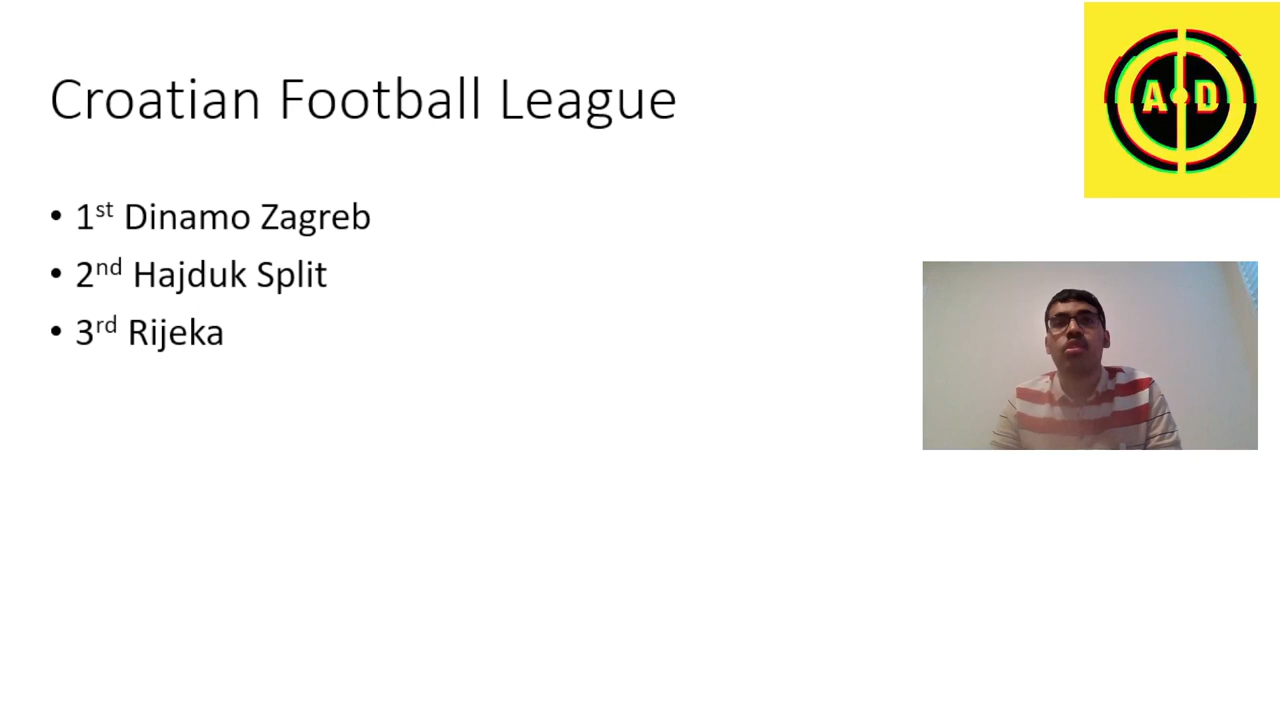 Croatian Football League
A D
• 1st Dinamo Zagreb
• 2nd Hajduk Split
• 3rd Rijeka